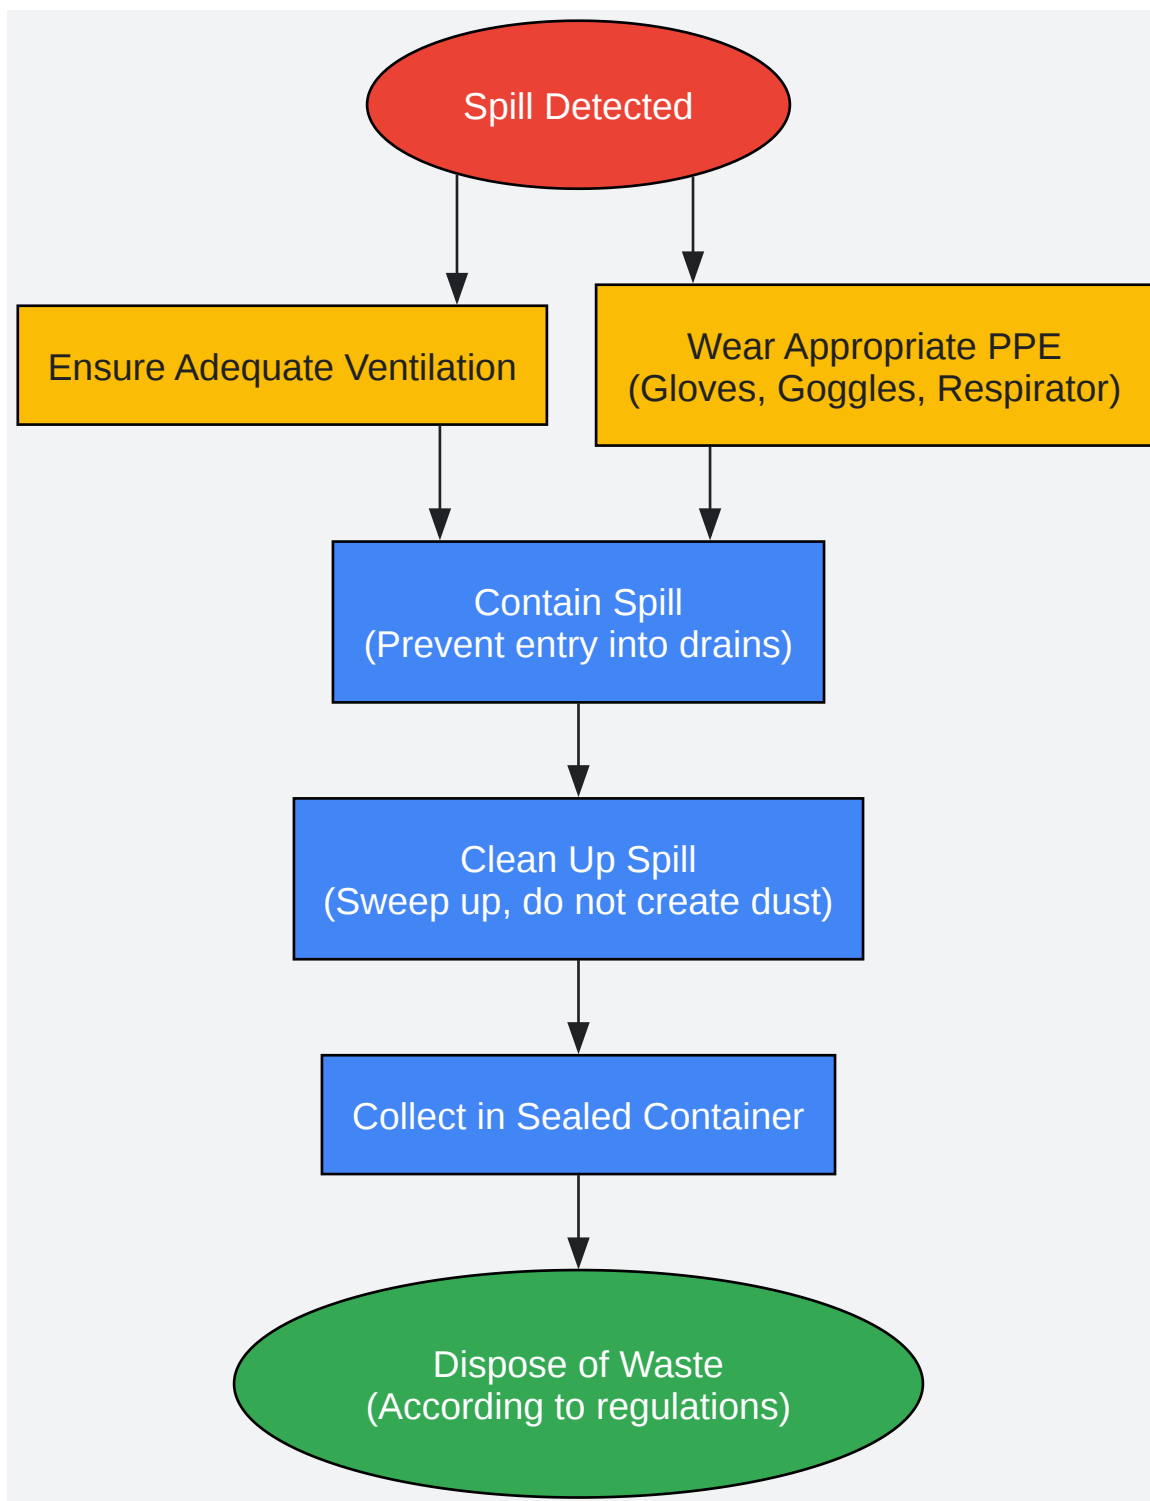 Spill Detected
Ensure Adequate Ventilation
Wear Appropriate PPE
(Gloves, Goggles, Respirator)
Contain Spill
(Prevent entry into drains)
Clean Up Spill
(Sweep up, do not create dust)
Collect in Sealed Container
Dispose of Waste
(According to regulations)